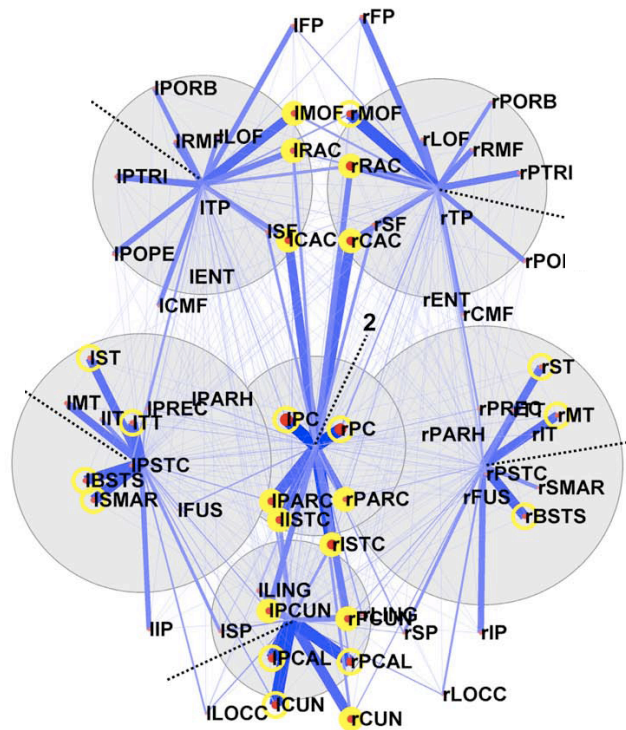 lFP
rFP
lPORB
rPORB
lMOF
rMOF
lRMF
lLOF
rLOF
rRMF
lRAC
rRAC
lPTRI
rPTRI
lTP
rTP
lSF
rSF
lCAC
rCAC
lPOPE
rPOI
lENT
rENT
lCMF
rCMF
2
lST
rST
lMT
lIT
lTT
lPREC
lPARH
rPREC
rTT
rMT
rIT
lPC
rPC
rPARH
lPSTC
rPSTC
lBSTS
lSMAR
rSMAR
lFUS
rFUS
lPARC
rPARC
lISTC
rBSTS
rISTC
lLING
rLING
lPCUN
rPCUN
lIP
lSP
rSP
rIP
lPCAL
rPCAL
lLOCC
rLOCC
lCUN
rCUN